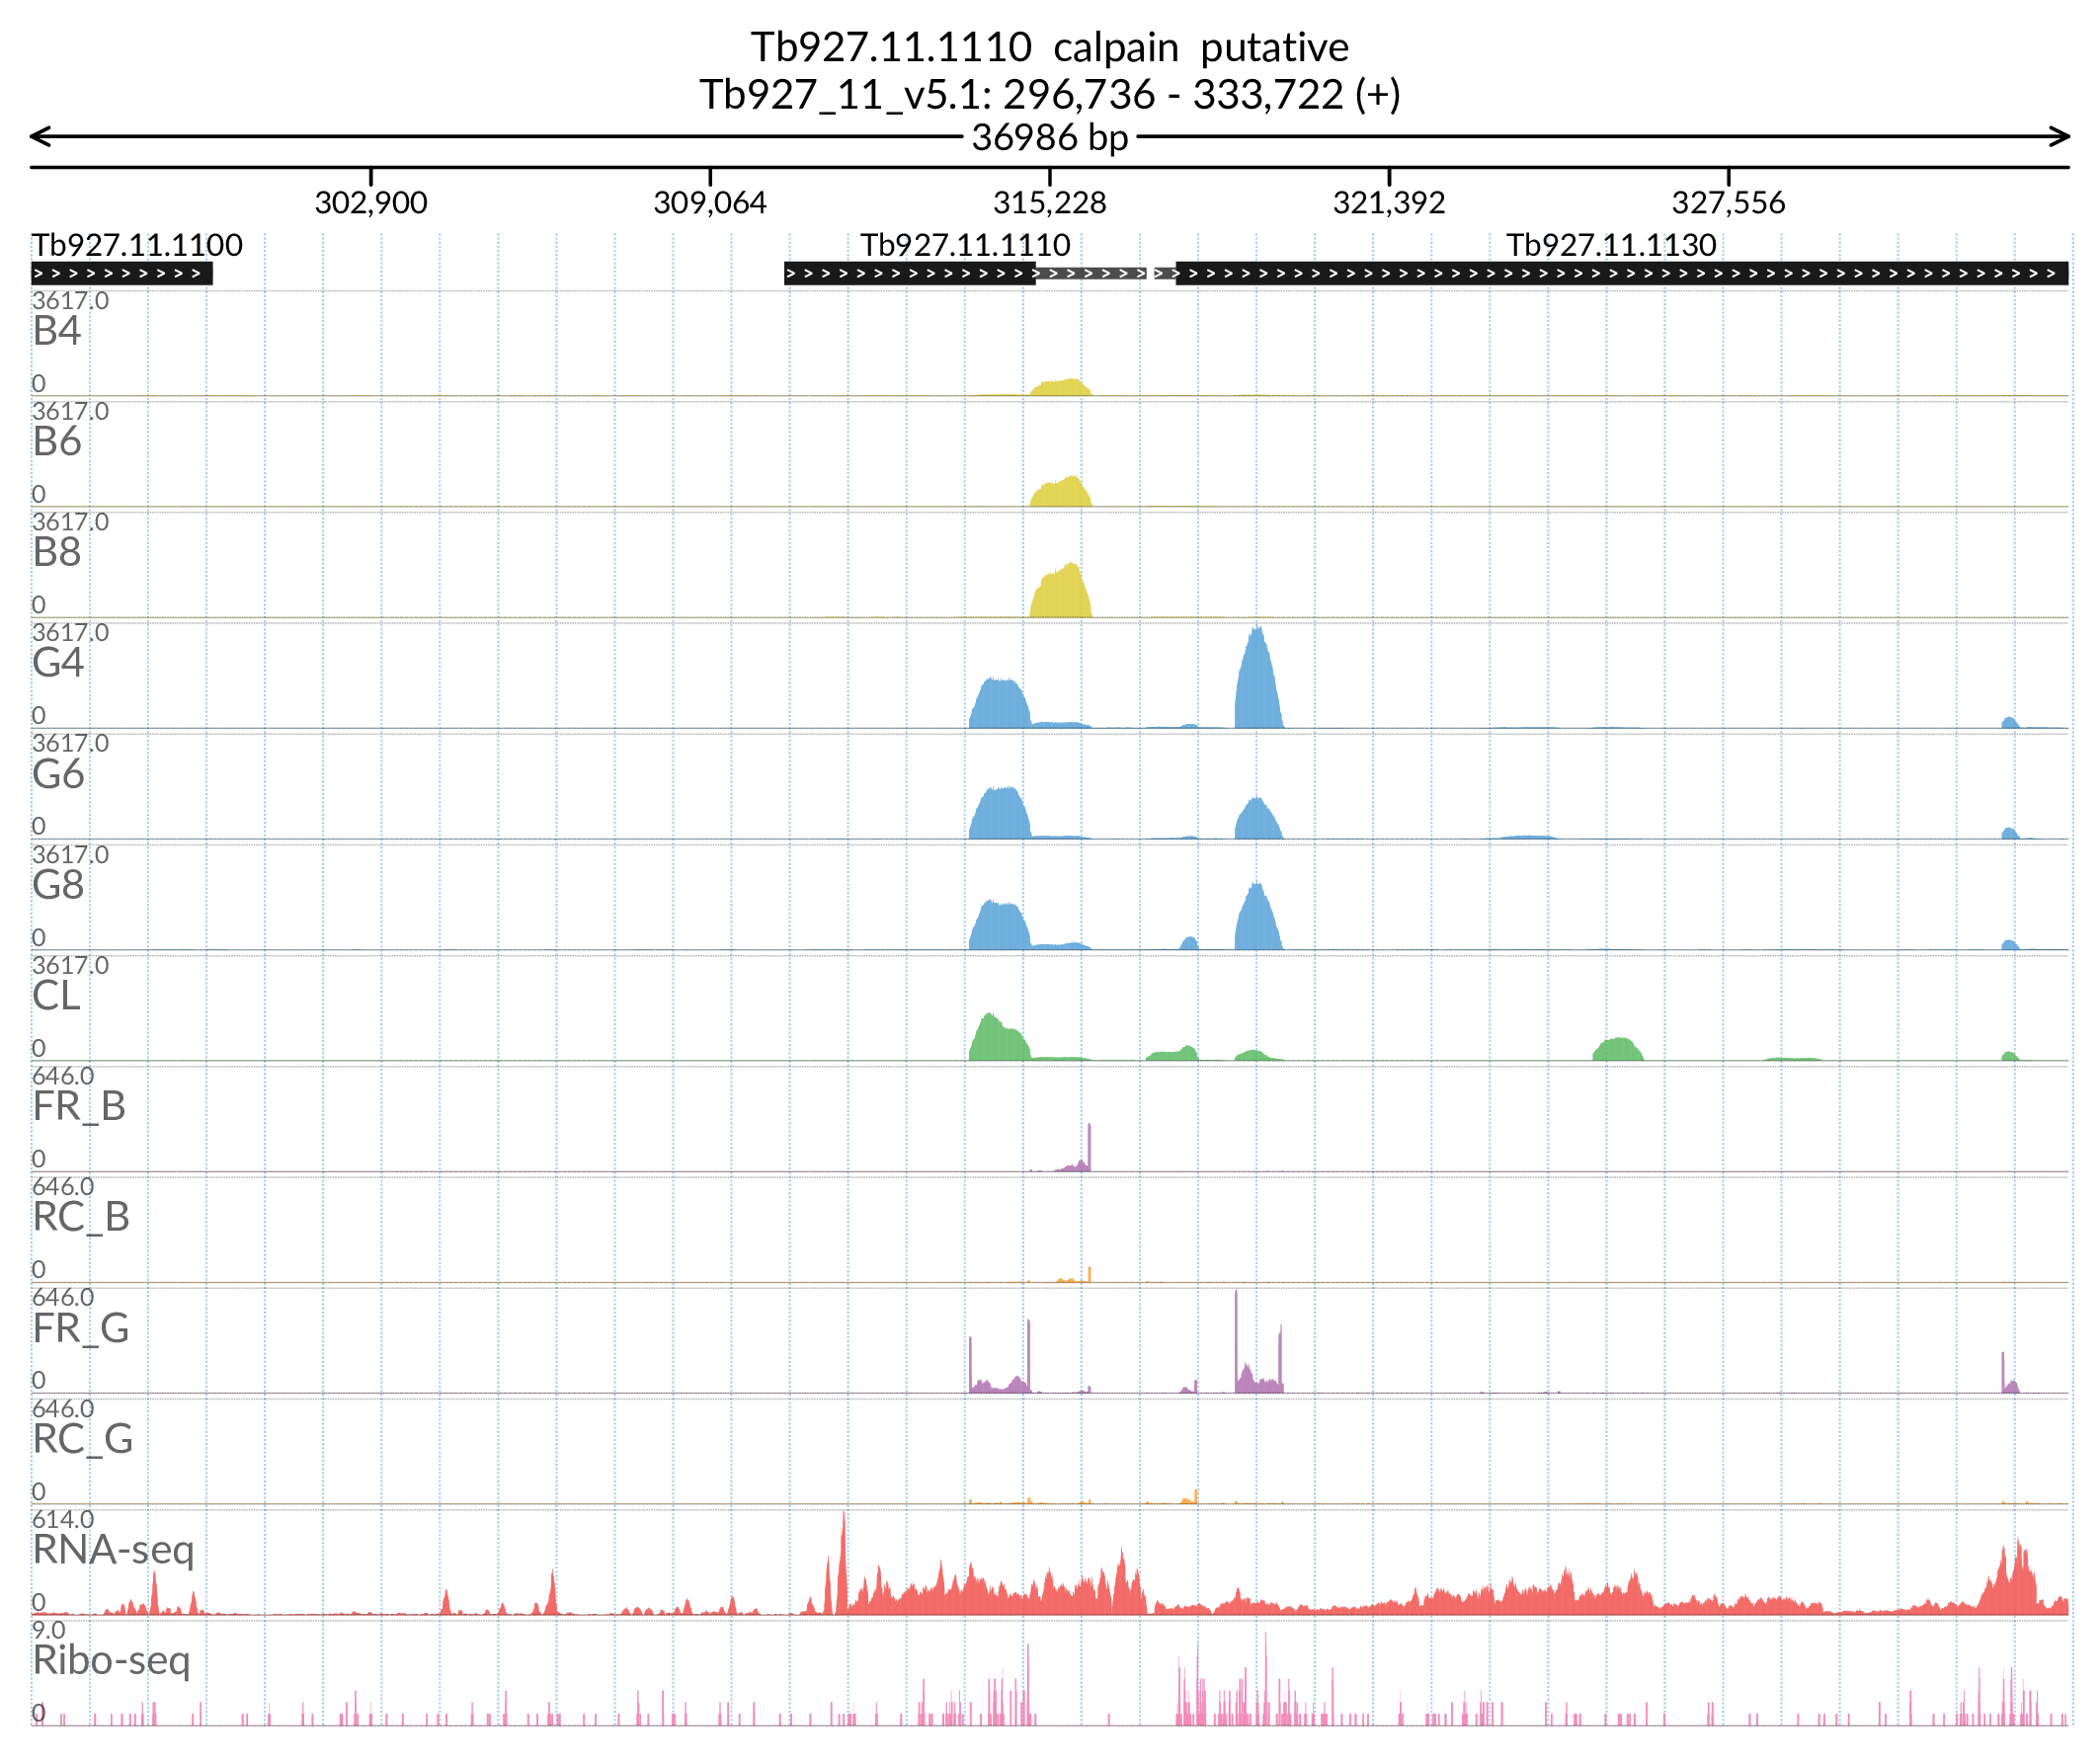 Tb927.11.1110 calpain putative
Tb927_11_v5.1: 296,736 - 333,722 (+)
36986 bp
302,900 309,064 315,228 321,392 327,556
Tb927.11.1100 Tb927.11.1110 Tb927.11.1130
3617.0
B4
0
3617.0
B6
0
3617.0
B8
0
3617.0
G4
0
3617.0
G6
0
3617.0
G8
0
3617.0
CL
0
646.0
FR_B
0
646.0
RC_B
0
646.0
FR_G
0
646.0
RC_G
0
614.0
RNA-seq
0
9.0
Ribo-seq
0